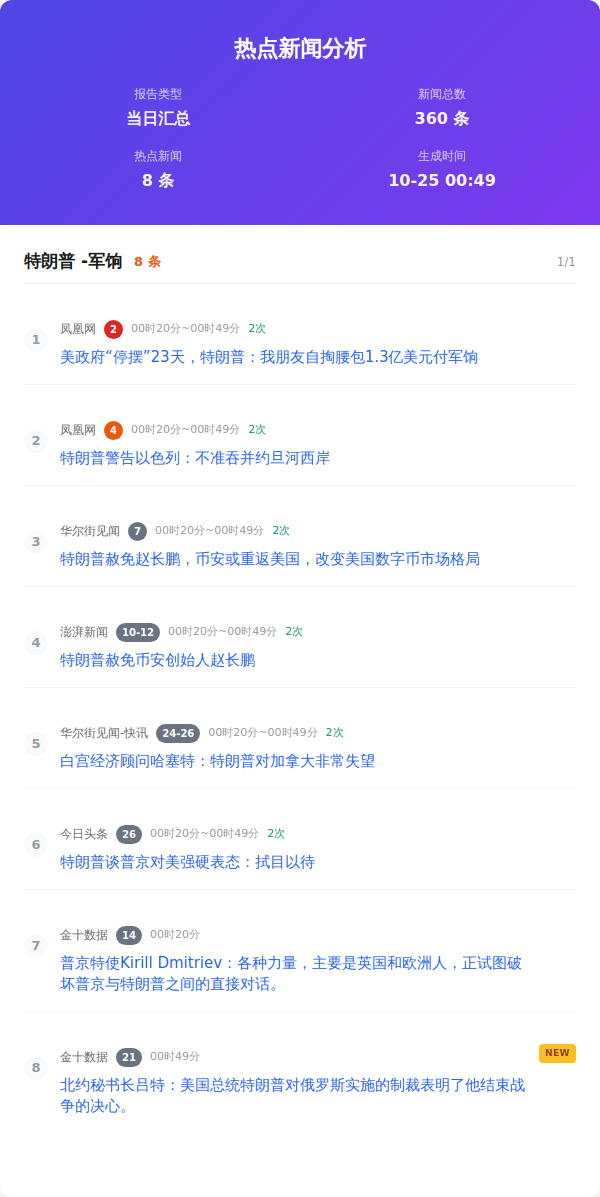 热点新闻分析
报告类型
新闻总数
当日汇总
360 条
热点新闻
生成时间
8 条
10-25 00:49
特朗普 -军饷 8 条 1/1
1
凤凰网 2 00时20分~00时49分 2次
美政府“停摆”23天，特朗普：我朋友自掏腰包1.3亿美元付军饷
2
凤凰网 4 00时20分~00时49分 2次
特朗普警告以色列：不准吞并约旦河西岸
3
华尔街见闻 7 00时20分~00时49分 2次
特朗普赦免赵长鹏，币安或重返美国，改变美国数字币市场格局
4
澎湃新闻 10-12 00时20分~00时49分 2次
特朗普赦免币安创始人赵长鹏
5
华尔街见闻-快讯 24-26 00时20分~00时49分 2次
白宫经济顾问哈塞特：特朗普对加拿大非常失望
6
今日头条 26 00时20分~00时49分 2次
特朗普谈普京对美强硬表态：拭目以待
7
金十数据 14 00时20分
普京特使Kirill Dmitriev：各种力量，主要是英国和欧洲人，正试图破
坏普京与特朗普之间的直接对话。
8
金十数据 21 00时49分 NEW
北约秘书长吕特：美国总统特朗普对俄罗斯实施的制裁表明了他结束战
争的决心。